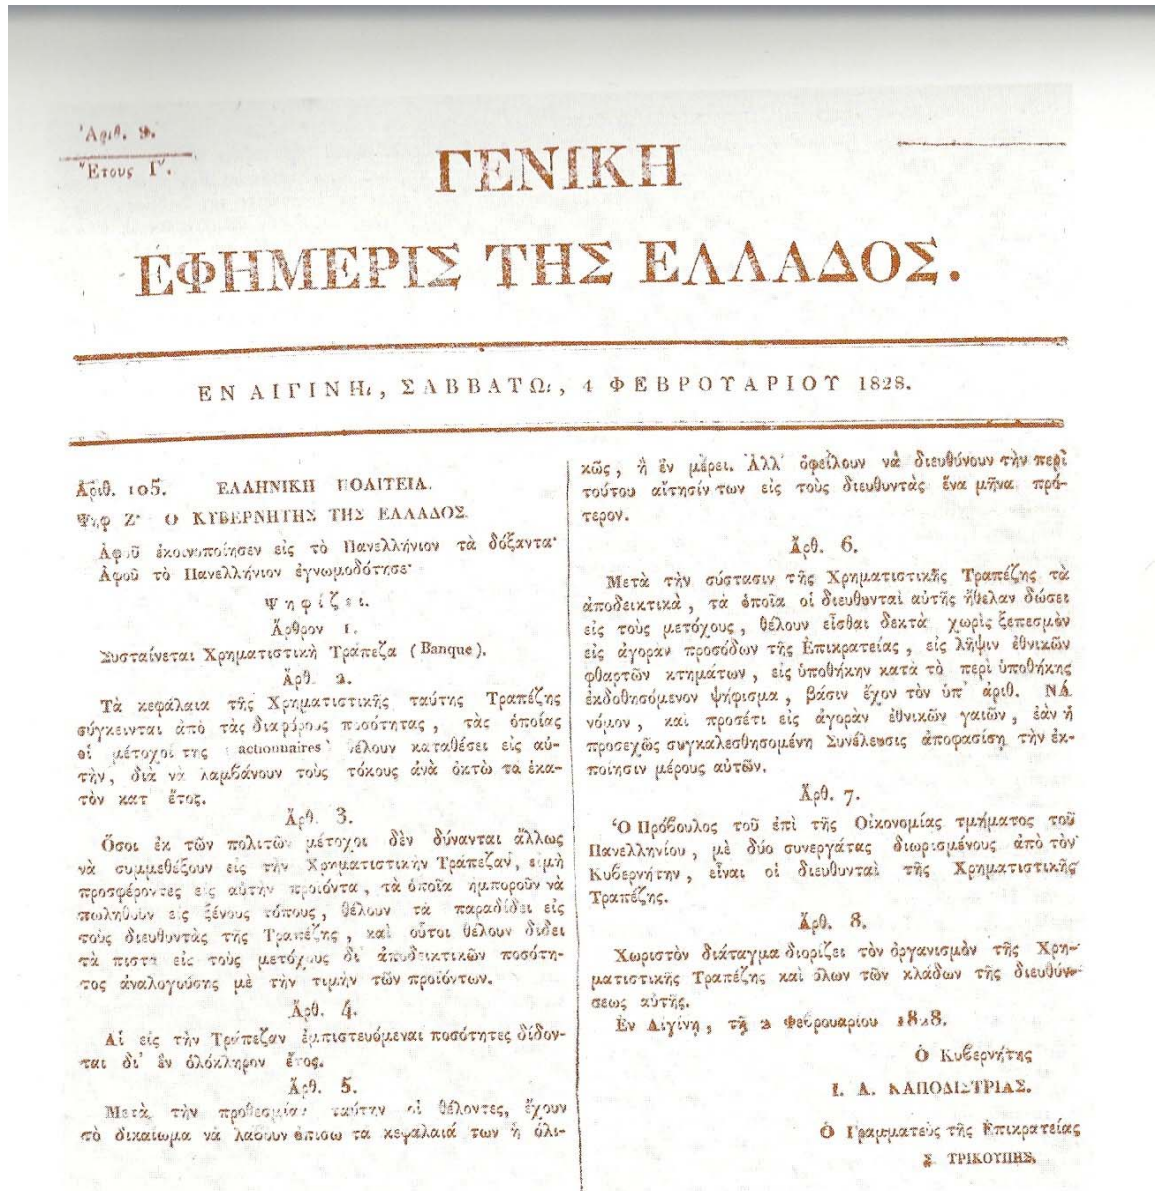 Ἀριθ. 9.
Ἔτους Γʹ.
ΓΕΝΙΚΗ
ΕΦΗΜΕΡΙΣ ΤΗΣ ΕΛΛΑΔΟΣ.
ΕΝ ΑΙΓΙΝΗι, ΣΑΒΒΑΤΩι, 4 ΦΕΒΡΟΥΑΡΙΟΥ 1828.
Ἀριθ. 105. ΕΛΛΗΝΙΚΗ ΠΟΛΙΤΕΙΑ.
Ψηφ Ζʹ Ο ΚΥΒΕΡΝΗΤΗΣ ΤΗΣ ΕΛΛΑΔΟΣ.
Ἀφοῦ ἐκοινοποίησεν εἰς τὸ Πανελλήνιον τὰ δόξαντα·
Ἀφοῦ τὸ Πανελλήνιον ἐγνωμοδότησε·
Ψηφίζει.
Ἄρθρον 1.
Συσταίνεται Χρηματιστικὴ Τράπεζα (Banque).
Ἄρθ. 2.
Τὰ κεφάλαια τῆς Χρηματιστικῆς ταύτης Τραπέζης
σύγκεινται ἀπὸ τὰς διαφόρους ποσότητας, τὰς ὁποίας
οἱ μέτοχοί της (actionnaires) θέλουν καταθέσει εἰς αὐ-
τὴν, διὰ νὰ λαμβάνουν τοὺς τόκους ἀνὰ ὀκτὼ τα ἑκα-
τὸν κατ' ἔτος.
Ἄρθ. 3.
Ὅσοι ἐκ τῶν πολιτῶν μέτοχοι δὲν δύνανται ἄλλως
νὰ συμμεθέξουν εἰς τὴν Χρηματιστικὴν Τράπεζαν, εἰμὴ
προσφέροντες εἰς αὐτὴν προϊόντα, τὰ ὁποῖα ἠμποροῦν νὰ
πωληθοῦν εἰς ξένους τόπους, θέλουν τὰ παραδίδει εἰς
τοὺς διευθυντὰς τῆς Τραπέζης, καὶ οὗτοι θέλουν δίδει
τὰ πιστὰ εἰς τοὺς μετόχους δι' ἀποδεικτικῶν ποσότη-
τος ἀναλογούσης μὲ τὴν τιμὴν τῶν προϊόντων.
Ἄρθ. 4.
Αἱ εἰς τὴν Τράπεζαν ἐμπιστευόμεναι ποσότητες δίδον-
ται δι' ἓν ὁλόκληρον ἔτος.
Ἄρθ. 5.
Μετὰ τὴν προθεσμίαν ταύτην οἱ θέλοντες, ἔχουν
τὸ δικαίωμα νὰ λάβουν ὀπίσω τὰ κεφάλαιά των ἢ ὁλι-
κῶς, ἢ ἓν μέρει. Ἀλλ' ὀφείλουν νὰ διευθύνουν τὴν περὶ
τούτου αἴτησίν των εἰς τοὺς διευθυντὰς ἕνα μῆνα πρό-
τερον.
Ἄρθ. 6.
Μετὰ τὴν σύστασιν τῆς Χρηματιστικῆς Τραπέζης τὰ
ἀποδεικτικὰ, τὰ ὁποῖα οἱ διευθυνταὶ αὐτῆς ἤθελαν δώσει
εἰς τοὺς μετόχους, θέλουν εἶσθαι δεκτὰ χωρὶς ξεπεσμὸν
εἰς ἀγορὰν προσόδων τῆς Ἐπικρατείας, εἰς λῆψιν ἐθνικῶν
φθαρτῶν κτημάτων, εἰς ὑποθήκην κατὰ τὸ περὶ ὑποθήκης
ἐκδοθησόμενον ψήφισμα, βάσιν ἔχον τὸν ὑπ' ἀριθ. ΝΔ.
νόμον, καὶ προσέτι εἰς ἀγορὰν ἐθνικῶν γαιῶν, ἐὰν ἡ
προσεχῶς συγκαλεσθησομένη Συνέλευσις ἀποφασίσῃ τὴν ἐκ-
ποίησιν μέρους αὐτῶν.
Ἄρθ. 7.
Ὁ Πρόβουλος τοῦ ἐπὶ τῆς Οἰκονομίας τμήματος τοῦ
Πανελληνίου, μὲ δύο συνεργάτας διωρισμένους ἀπὸ τὸν
Κυβερνήτην, εἶναι οἱ διευθυνταὶ τῆς Χρηματιστικῆς
Τραπέζης.
Ἄρθ. 8.
Χωριστὸν διάταγμα διορίζει τὸν ὀργανισμὸν τῆς Χρη-
ματιστικῆς Τραπέζης καὶ ὅλων τῶν κλάδων τῆς διευθύν-
σεως αὐτῆς.
Ἐν Αἰγίνῃ, τῇ 2 Φεβρουαρίου 1828.
Ὁ Κυβερνήτης
Ι. Α. ΚΑΠΟΔΙΣΤΡΙΑΣ.
Ὁ Γραμματεὺς τῆς Ἐπικρατείας
Σ. ΤΡΙΚΟΥΠΗΣ.